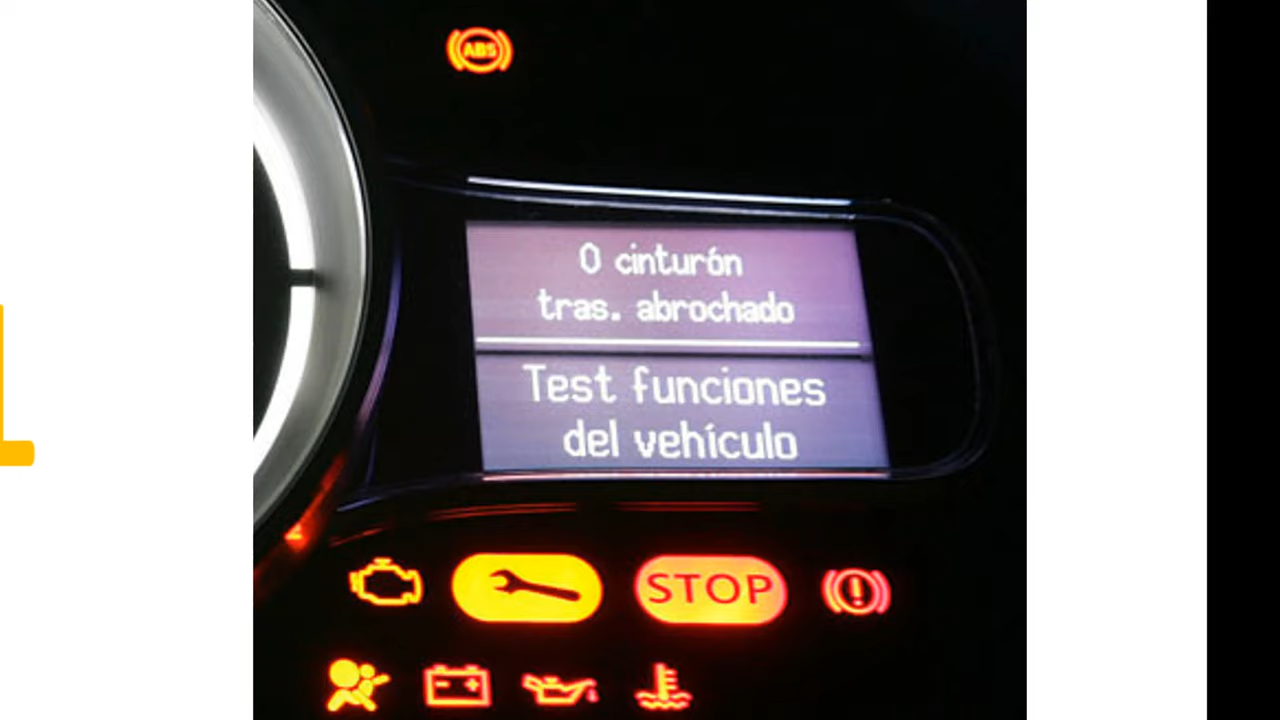 ABS
0 cinturón
tras. abrochado
Test funciones
del vehículo
STOP